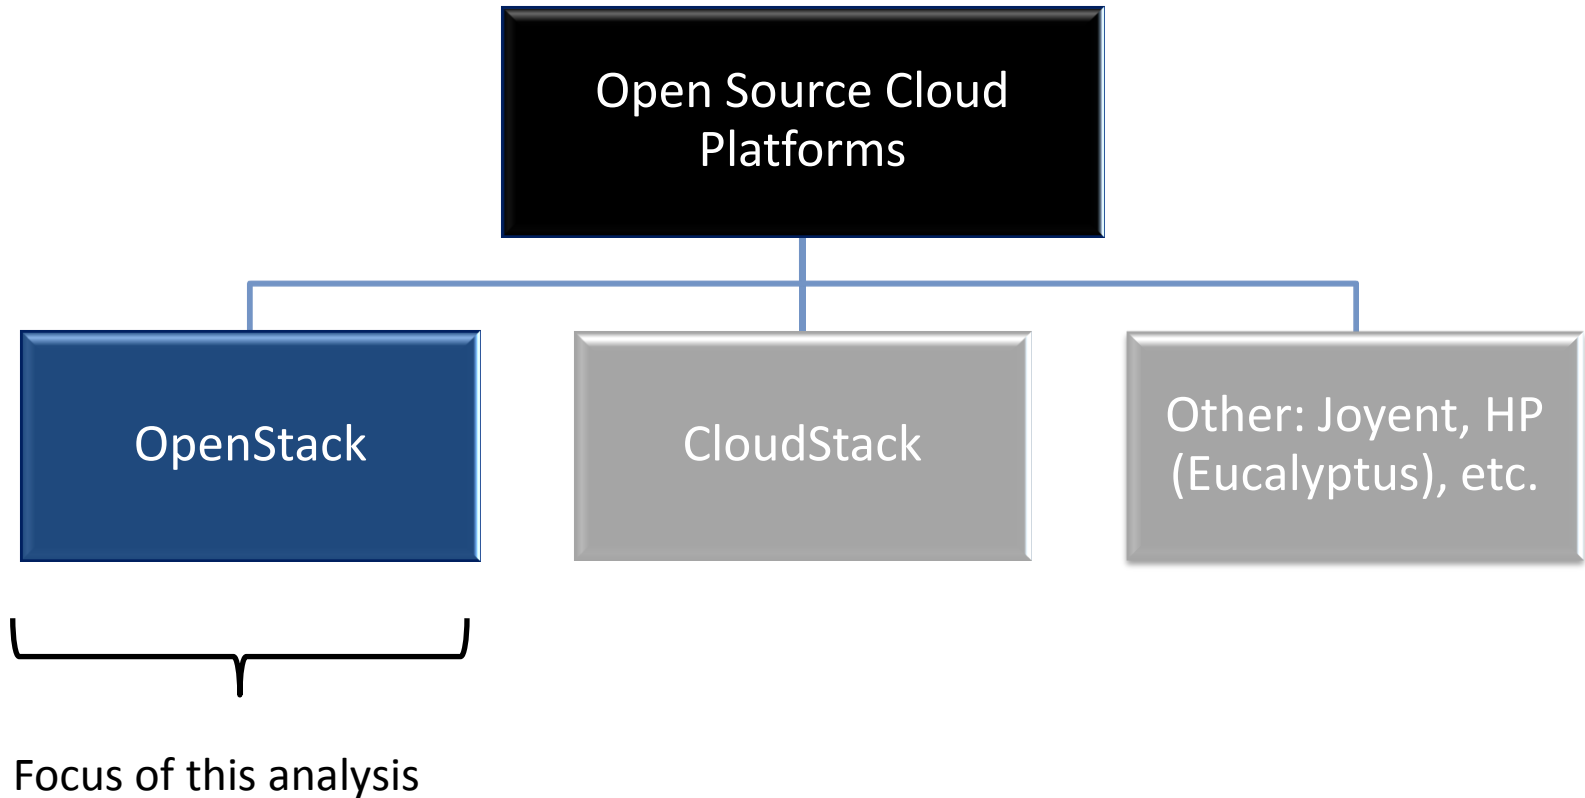 Open Source Cloud
Platforms
OpenStack
CloudStack
Other: Joyent, HP
(Eucalyptus), etc.
Focus of this analysis